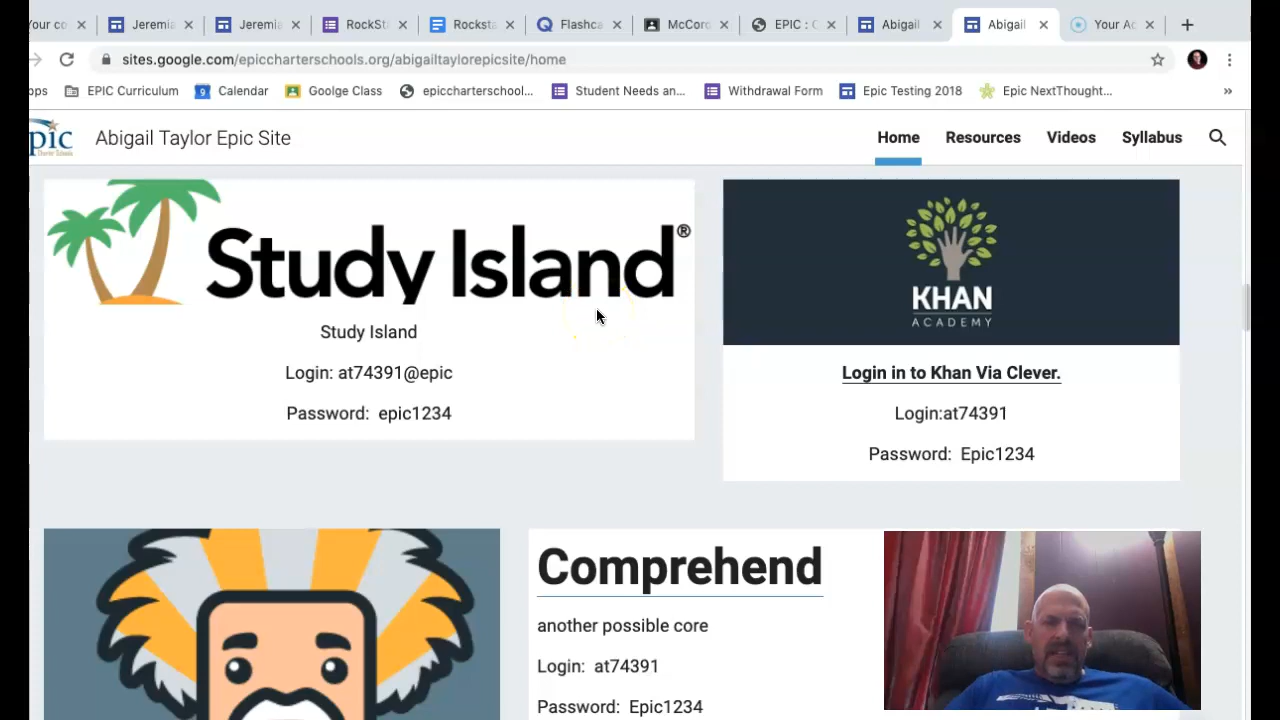 our co
Jeremia
Jeremia
RockSt
Rocksta
Flashca
McCord
EPIC : C
Abigail
Abigail
Your Ac
sites.google.com/epiccharterschools.org/abigailtaylorepicsite/home
pps EPIC Curriculum Calendar Goolge Class epiccharterschool... Student Needs an... Withdrawal Form Epic Testing 2018 Epic NextThought... »
pic Abigail Taylor Epic Site Home Resources Videos Syllabus
Study Island®
Study Island
Login: at74391@epic
Password: epic1234
KHAN
ACADEMY
Login in to Khan Via Clever.
Login:at74391
Password: Epic1234
Comprehend
another possible core
Login: at74391
Password: Epic1234